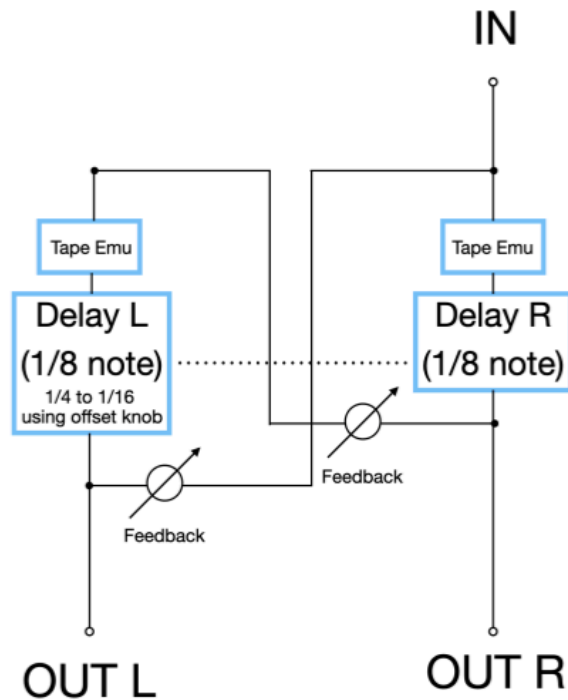 IN
Tape Emu
Tape Emu
Delay L
(1/8 note)
1/4 to 1/16
using offset knob
Delay R
(1/8 note)
Feedback
Feedback
OUT L
OUT R